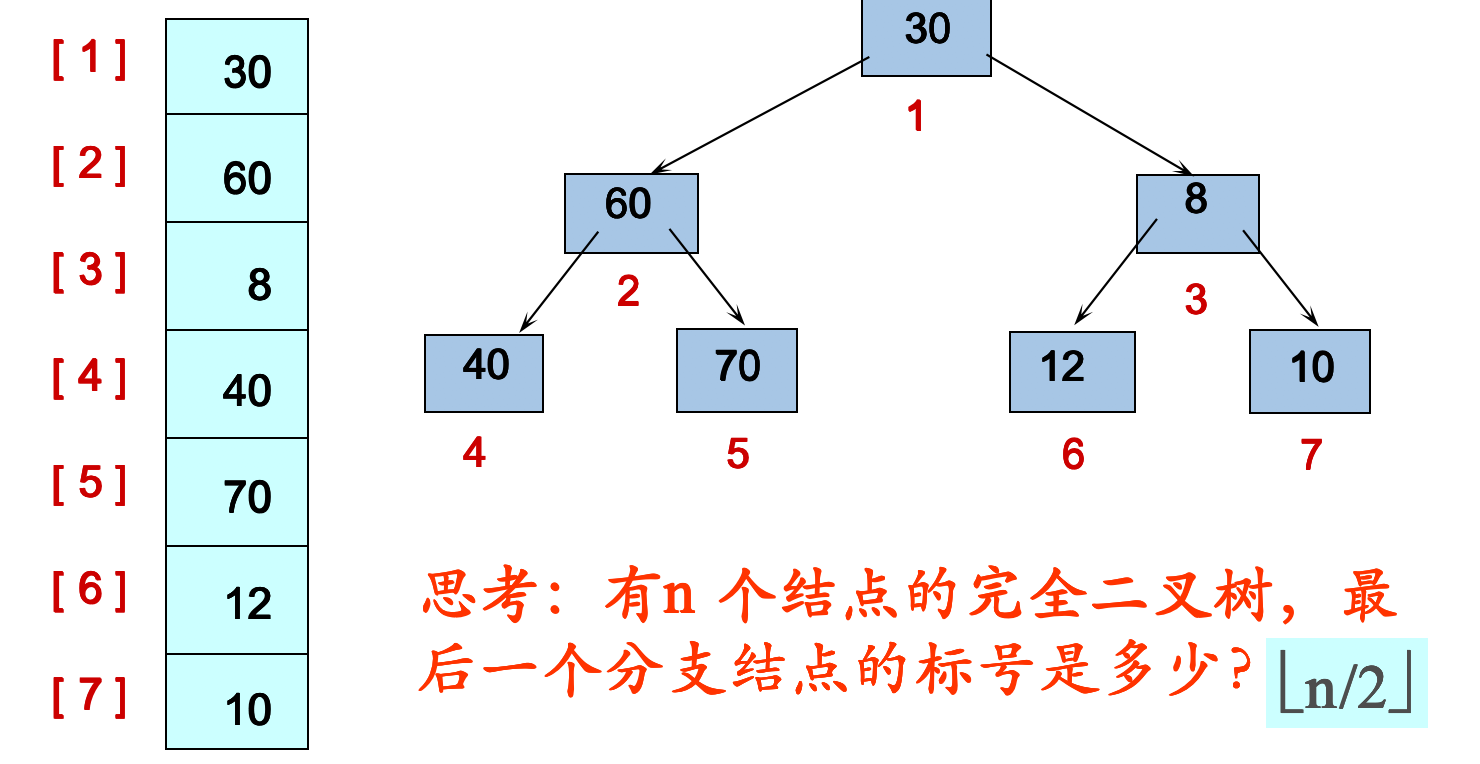 [ 1 ] 30
[ 2 ] 60
[ 3 ] 8
[ 4 ] 40
[ 5 ] 70
[ 6 ] 12
[ 7 ] 10
30
1
60 8
2 3
40 70 12 10
4 5 6 7
思考：有n 个结点的完全二叉树，最
后一个分支结点的标号是多少？ ⌊n/2⌋